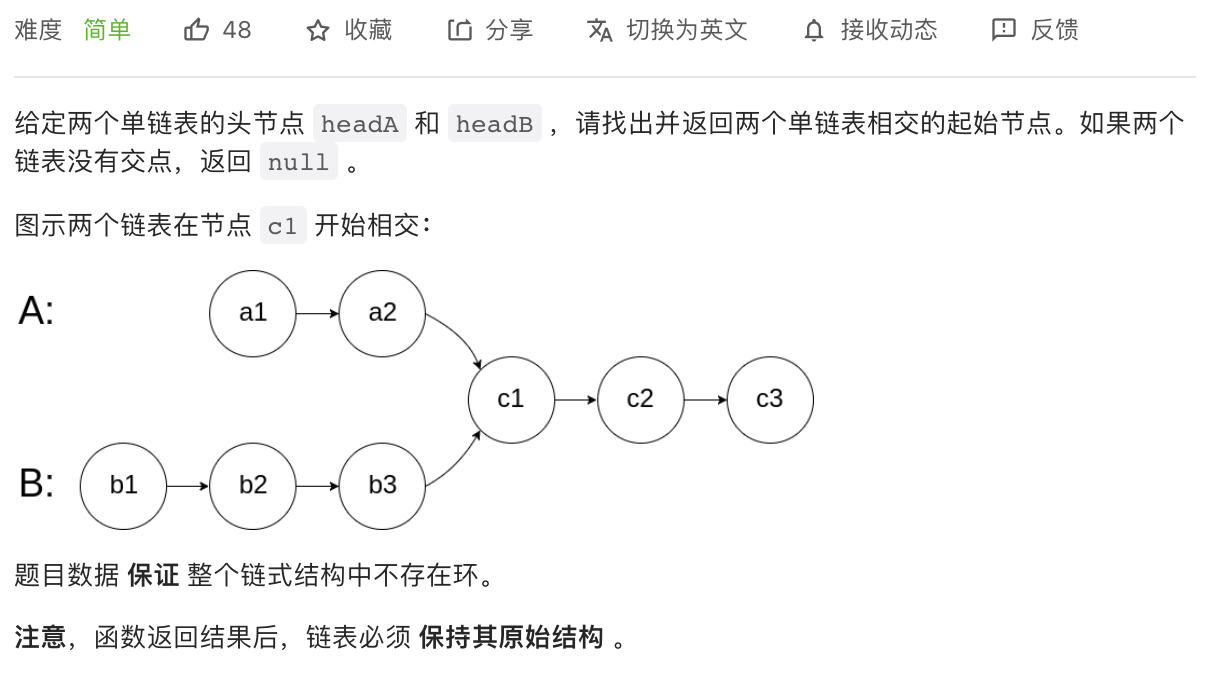 难度 简单 48 收藏 分享 切换为英文 接收动态 反馈
给定两个单链表的头节点 headA 和 headB ，请找出并返回两个单链表相交的起始节点。如果两个
链表没有交点，返回 null 。
图示两个链表在节点 c1 开始相交：
A: a1 a2
c1 c2 c3
B: b1 b2 b3
题目数据 保证 整个链式结构中不存在环。
注意，函数返回结果后，链表必须 保持其原始结构 。